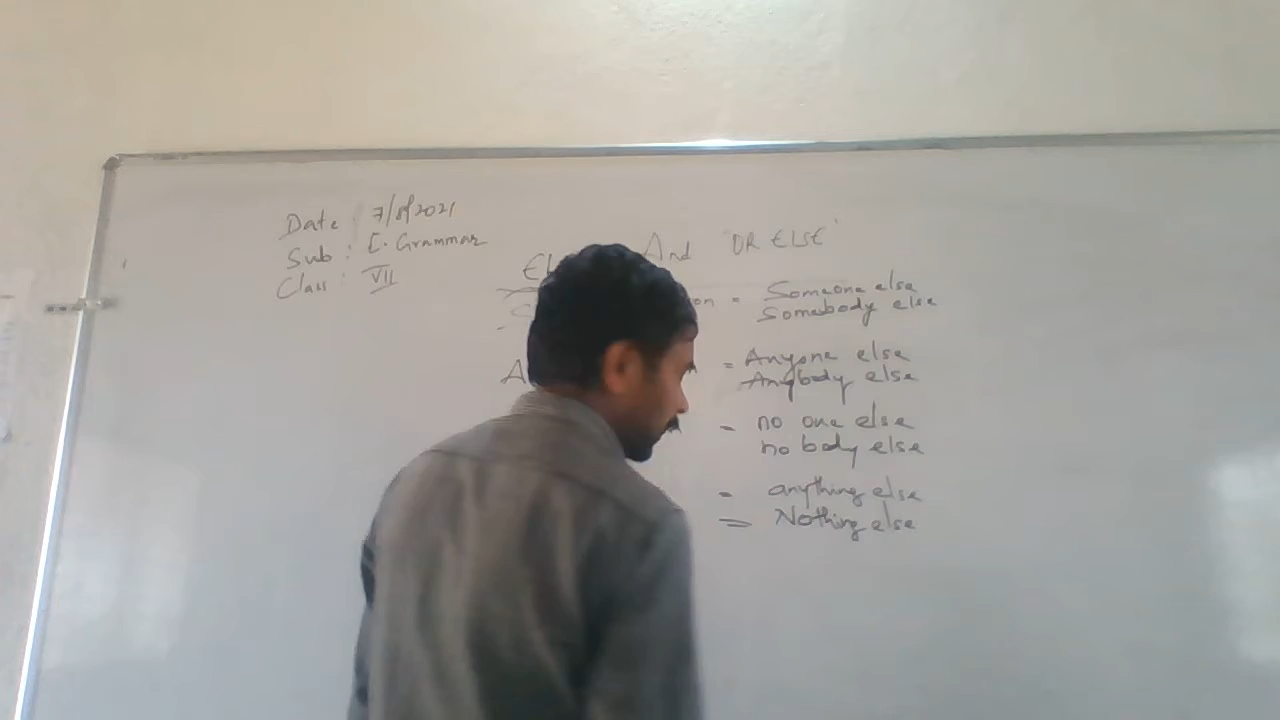 Date : 7/8/2021
Sub : E. Grammar
Class : VII
And "OR ELSE"
= Someone else
Somebody else
= Anyone else
Anybody else
= no one else
no body else
= anything else
= Nothing else